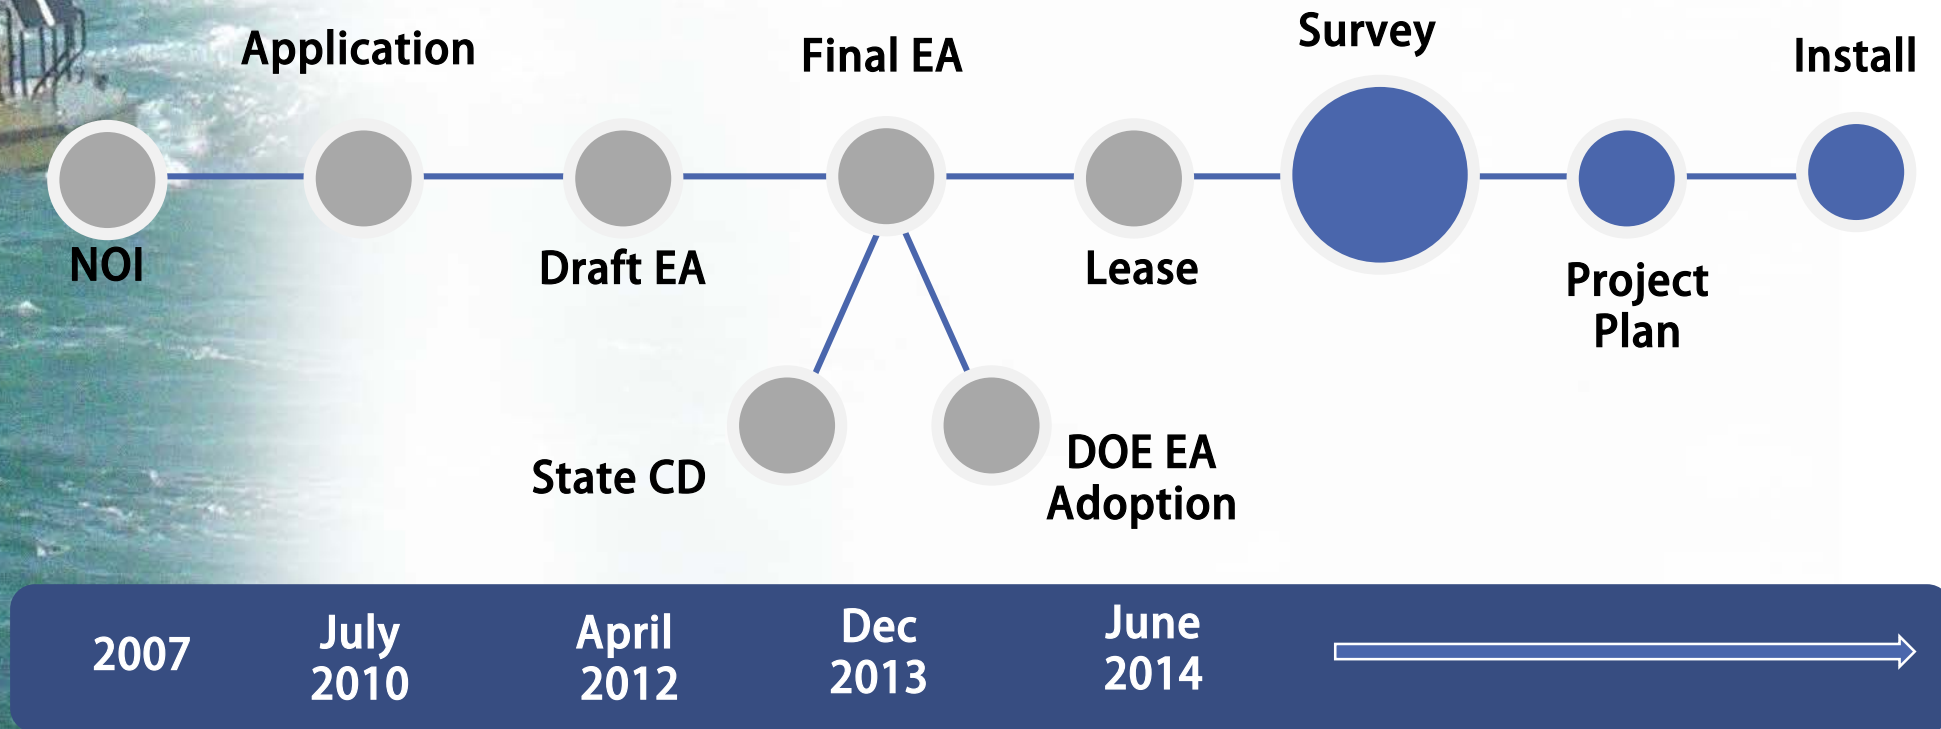 Application
Final EA
Survey
Install
NOI
Draft EA
Lease
Project
Plan
State CD
DOE EA
Adoption
2007
July
2010
April
2012
Dec
2013
June
2014